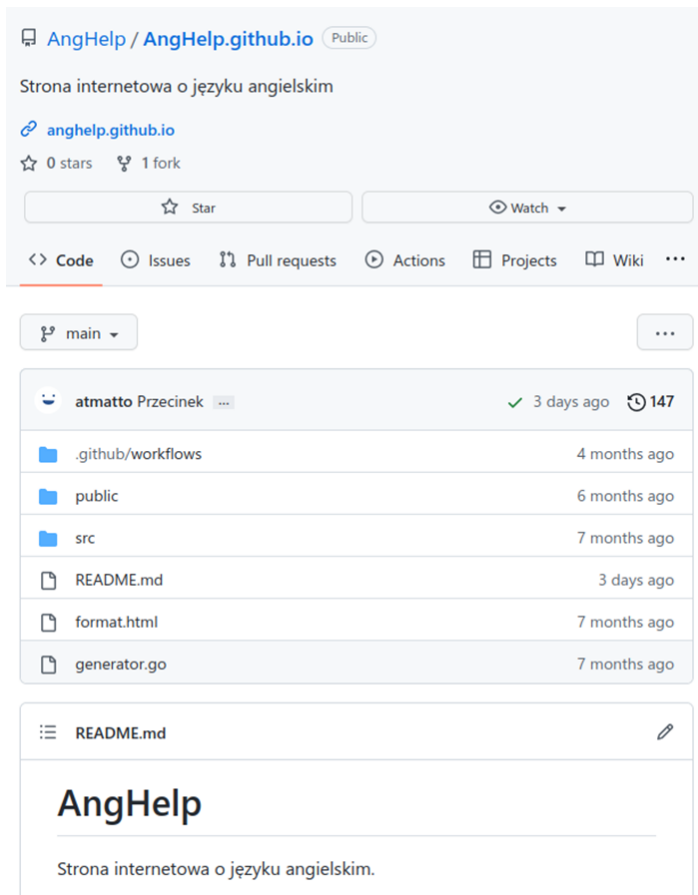 AngHelp / AngHelp.github.io Public
Strona internetowa o języku angielskim
anghelp.github.io
0 stars 1 fork
Star Watch
Code Issues Pull requests Actions Projects Wiki ...
main ...
atmatto Przecinek ... 3 days ago 147
.github/workflows 4 months ago
public 6 months ago
src 7 months ago
README.md 3 days ago
format.html 7 months ago
generator.go 7 months ago
README.md
AngHelp
Strona internetowa o języku angielskim.